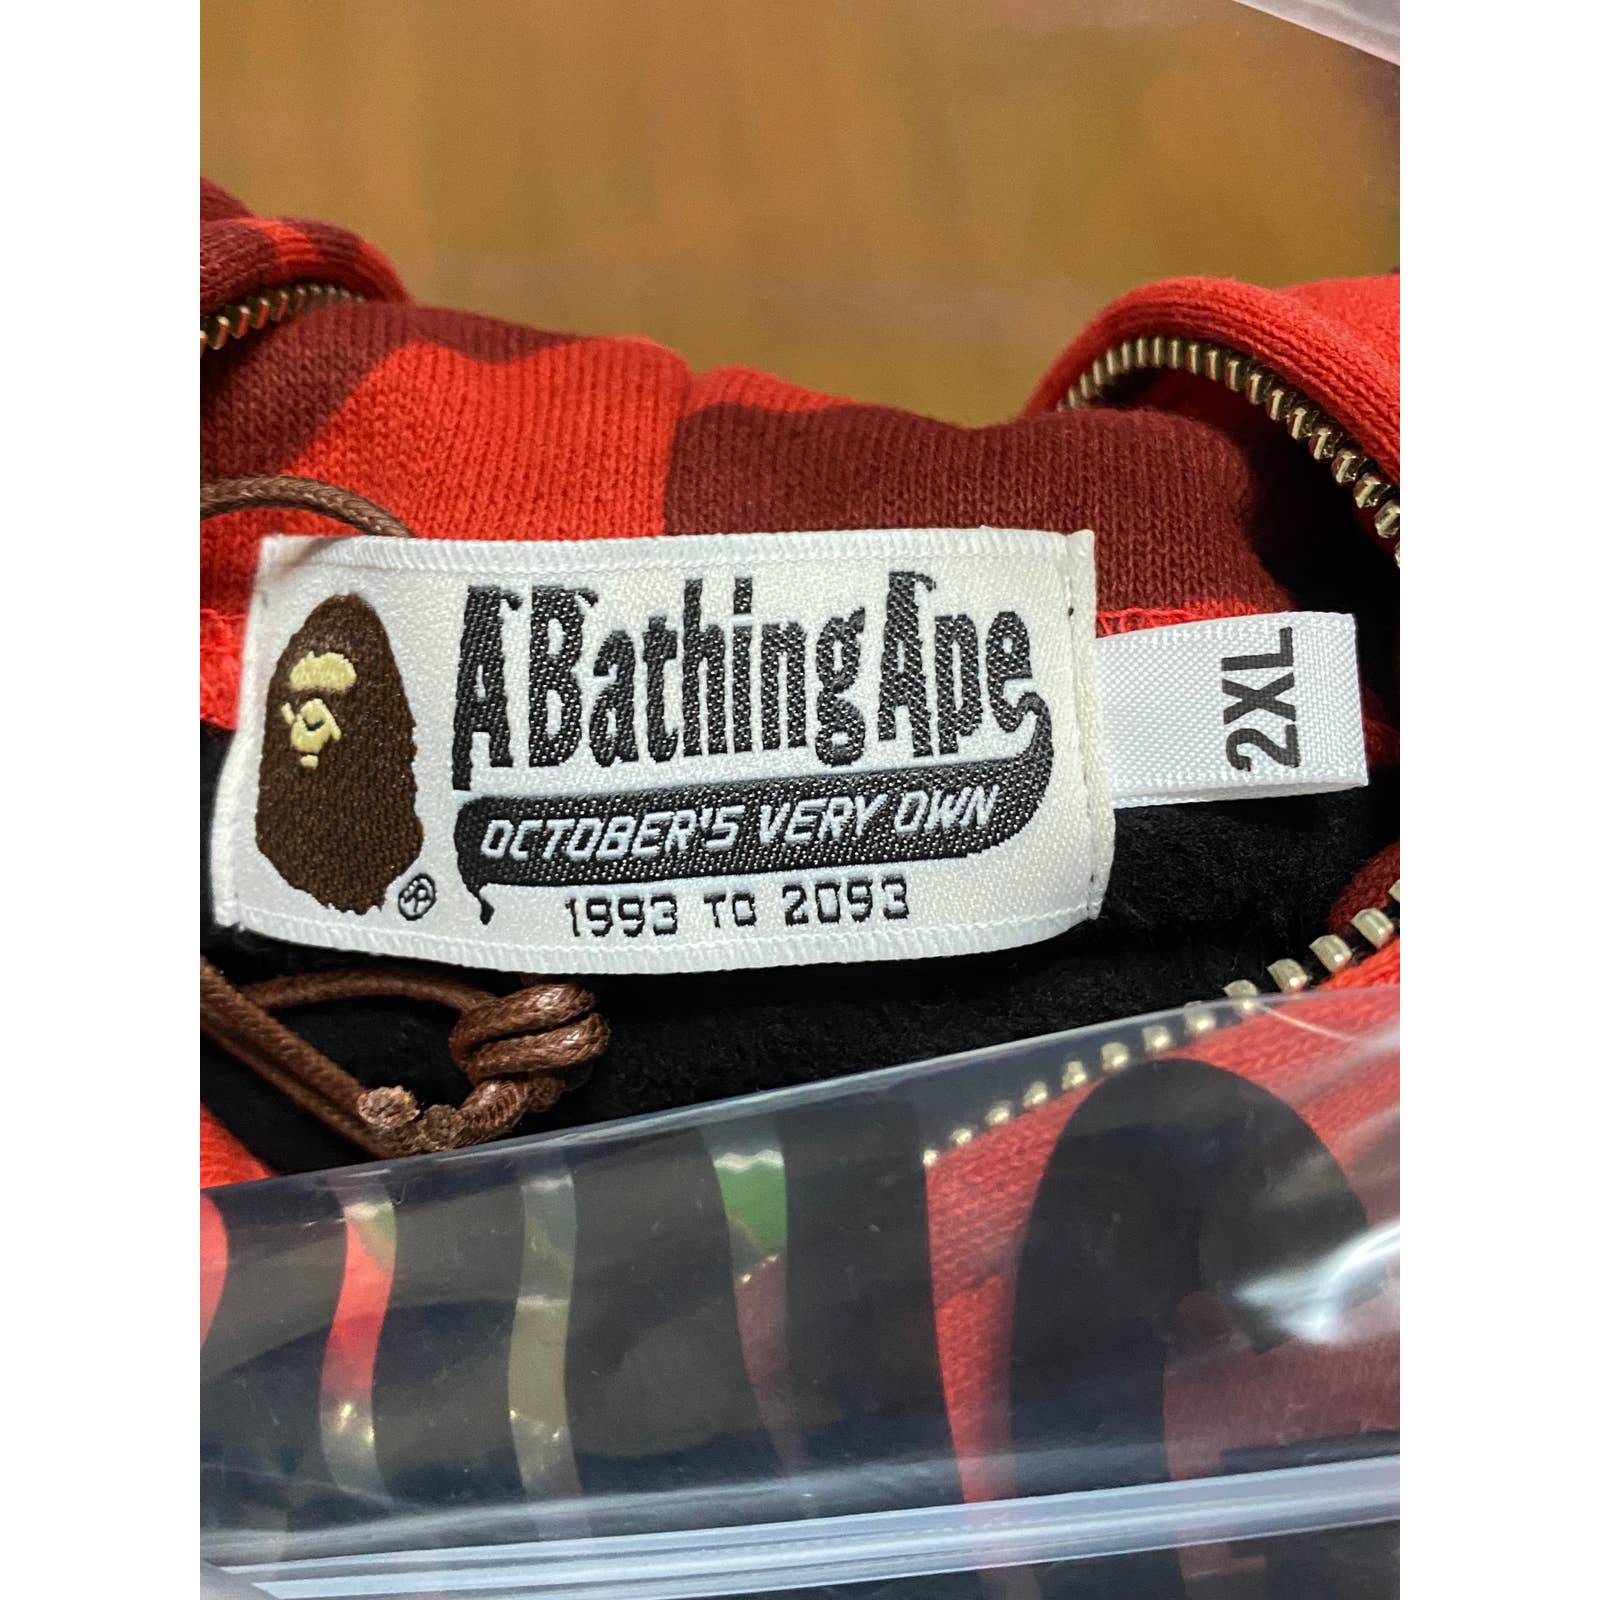 A Bathing Ape
OCTOBER'S VERY OWN
1993 TO 2093
®
2XL